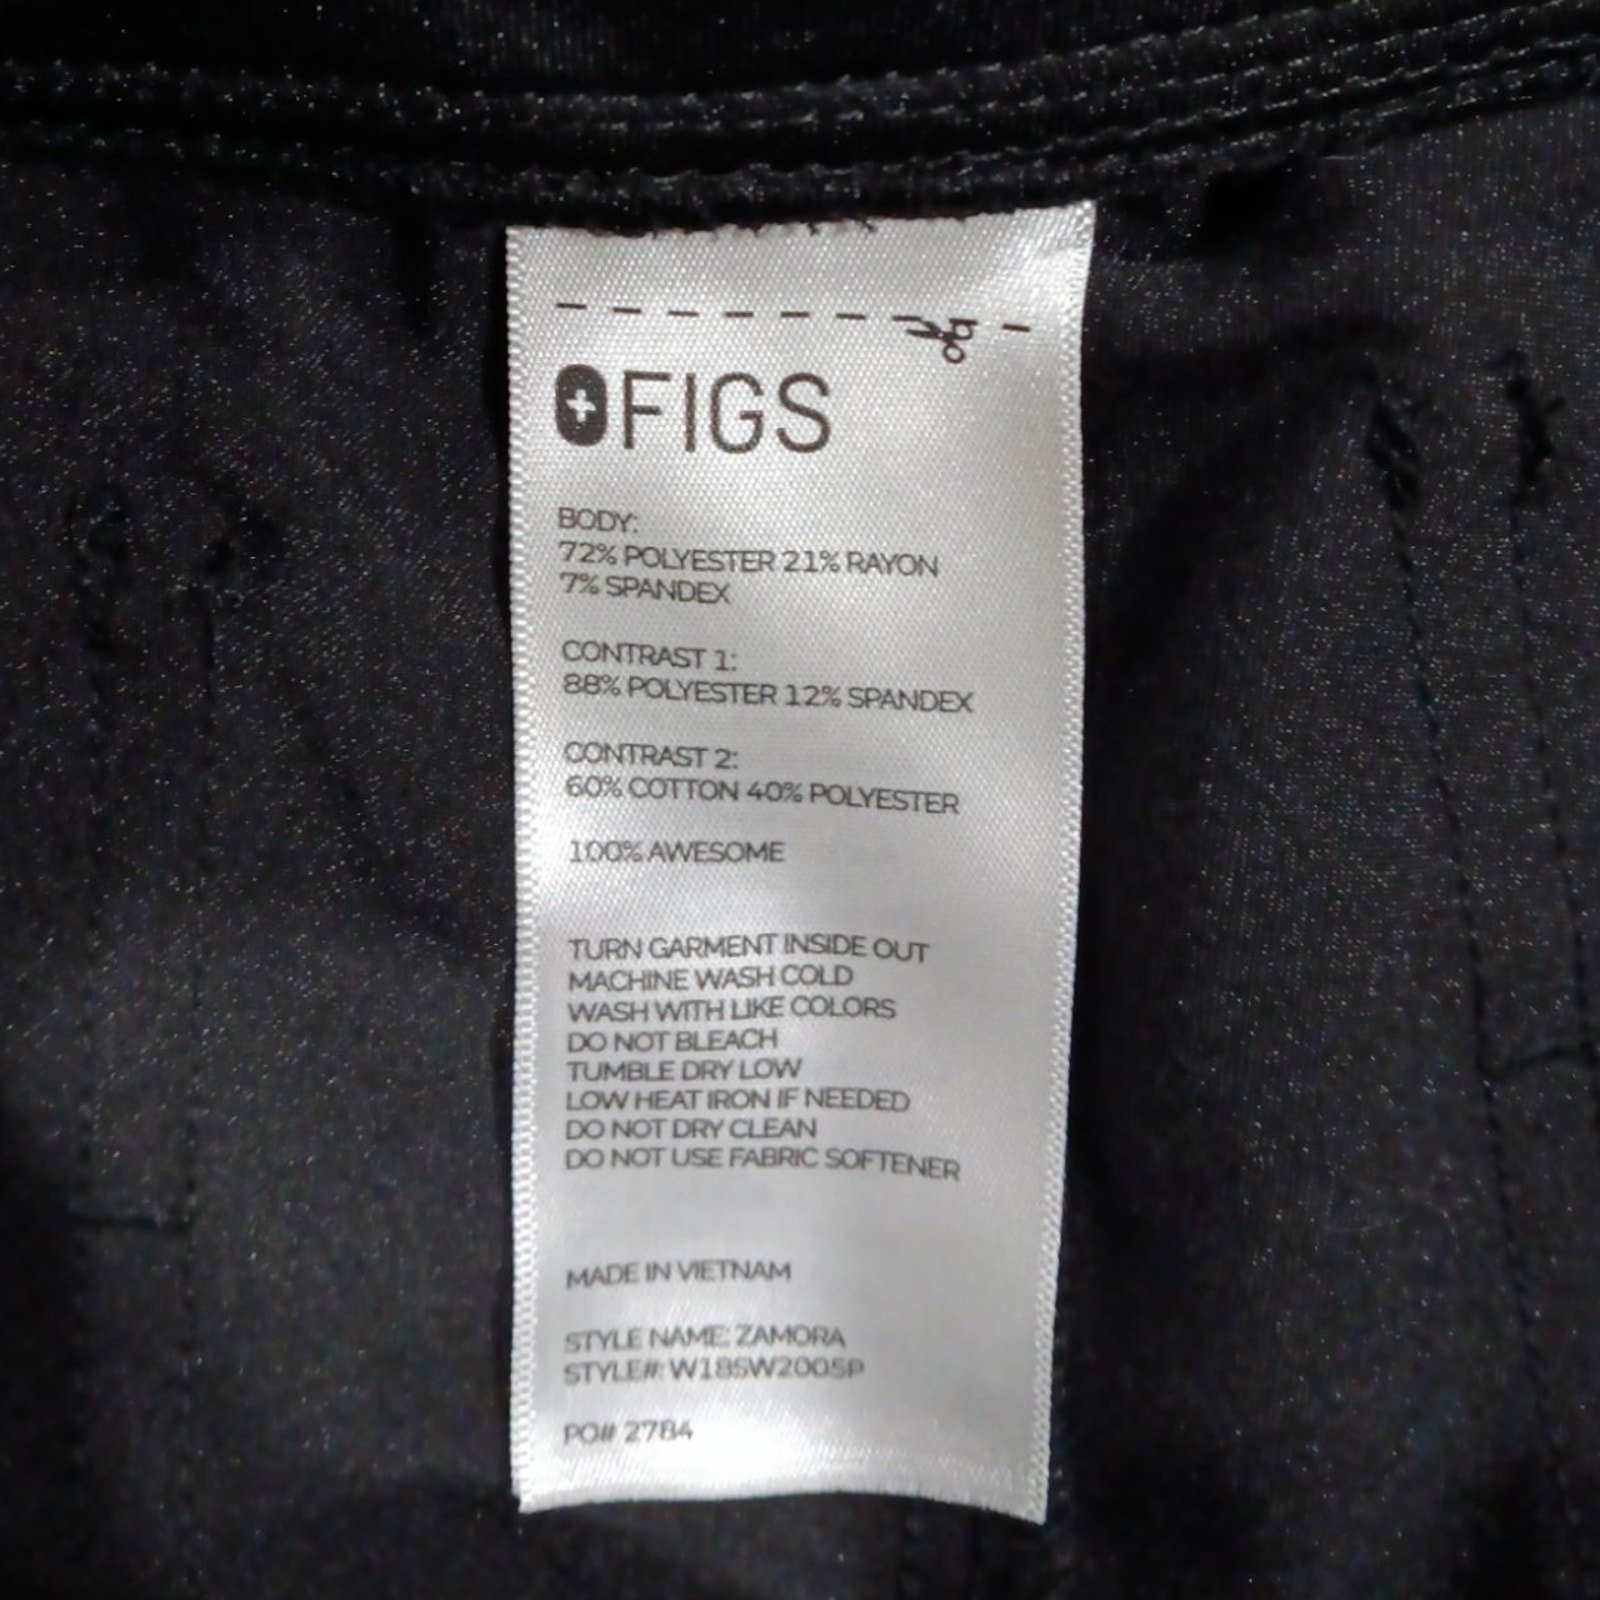 FIGS
BODY:
72% POLYESTER 21% RAYON
7% SPANDEX
CONTRAST 1:
88% POLYESTER 12% SPANDEX
CONTRAST 2:
60% COTTON 40% POLYESTER
100% AWESOME
TURN GARMENT INSIDE OUT
MACHINE WASH COLD
WASH WITH LIKE COLORS
DO NOT BLEACH
TUMBLE DRY LOW
LOW HEAT IRON IF NEEDED
DO NOT DRY CLEAN
DO NOT USE FABRIC SOFTENER
MADE IN VIETNAM
STYLE NAME: ZAMORA
STYLE#: W18SW2005P
PO# 2784